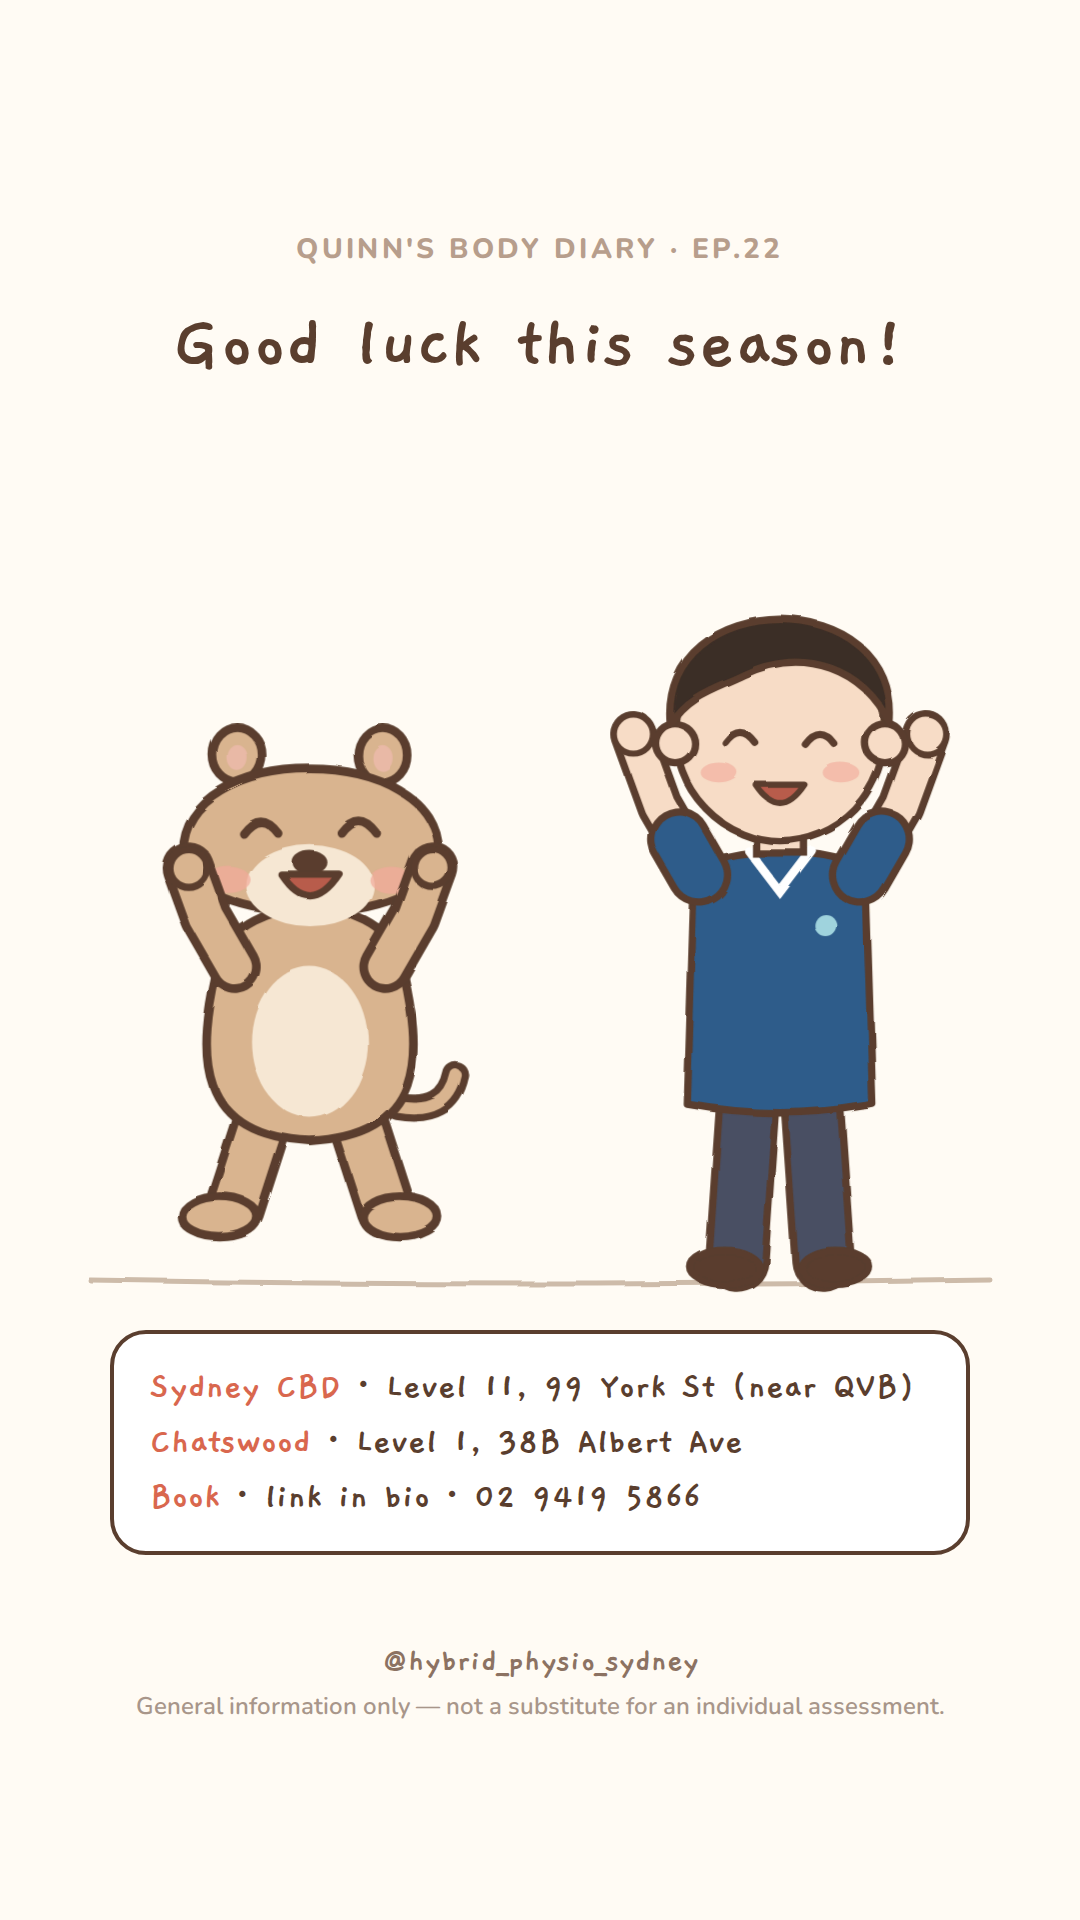 QUINN'S BODY DIARY · EP.22
Good luck this season!
Sydney CBD · Level 11, 99 York St (near QVB)
Chatswood · Level 1, 38B Albert Ave
Book · link in bio · 02 9419 5866
@hybrid_physio_sydney
General information only — not a substitute for an individual assessment.